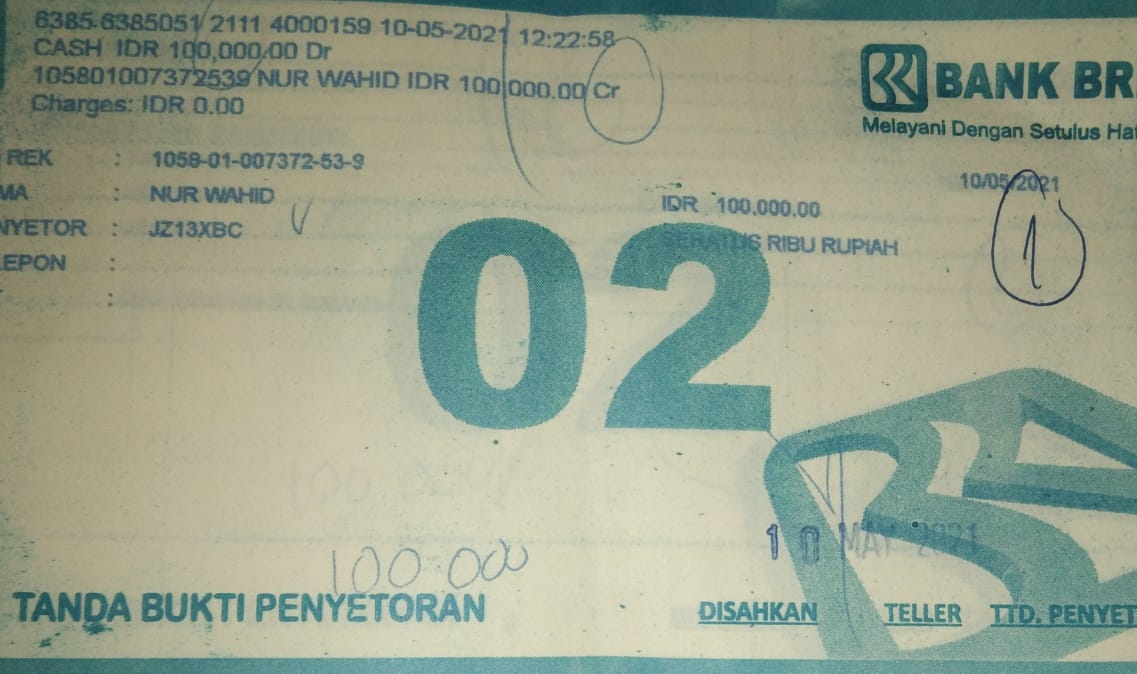 6385 6385051 2111 4000159 10-05-2021 12:22:58
CASH IDR 100,000.00 Dr
105801007372539 NUR WAHID IDR 100,000.00 Cr
Charges: IDR 0.00
BANK BR
Melayani Dengan Setulus Hat
REK : 1058-01-007372-53-9
10/05/2021
MA : NUR WAHID
IDR 100,000.00
NYETOR : JZ13XBC
SERATUS RIBU RUPIAH
1
LEPON :
:
02
10 MAY 2021
100 000
TANDA BUKTI PENYETORAN
DISAHKAN TELLER TTD. PENYET